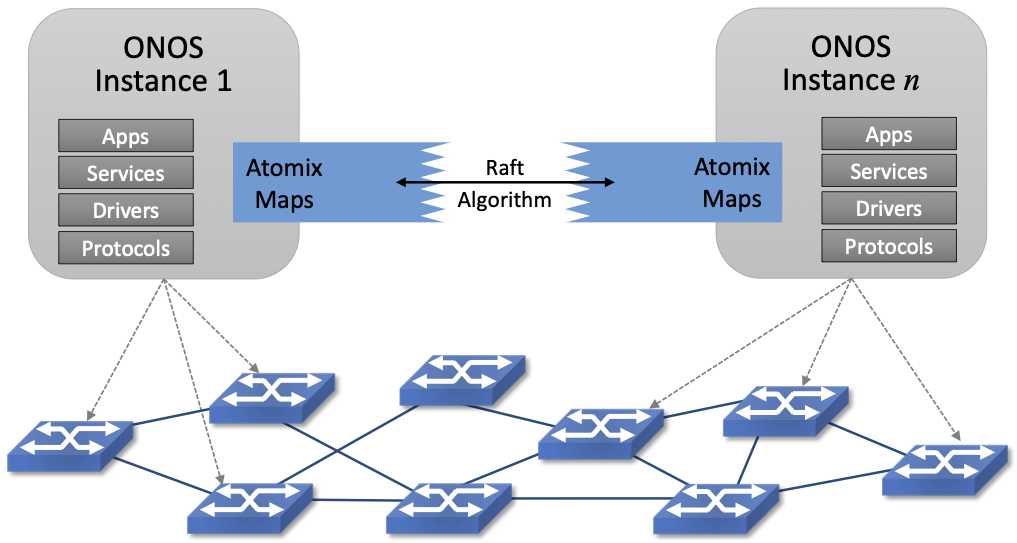 ONOS
Instance 1
Apps
Services
Drivers
Protocols
Atomix
Maps
Raft
Algorithm
Atomix
Maps
ONOS
Instance n
Apps
Services
Drivers
Protocols